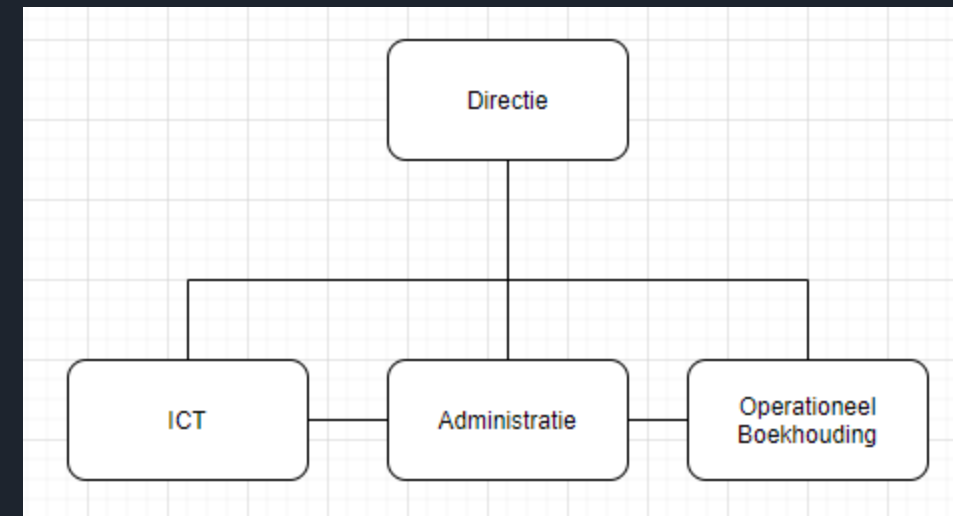 Directie
ICT
Administratie
Operationeel
Boekhouding